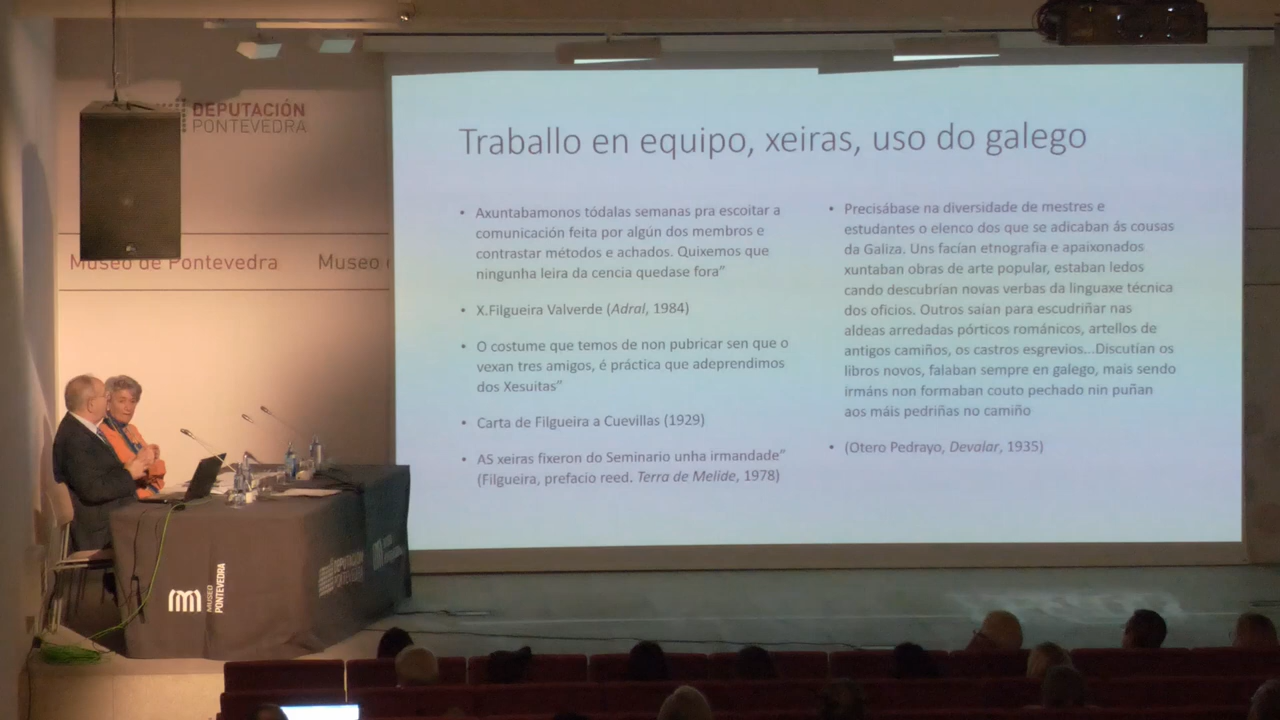 DEPUTACIÓN
PONTEVEDRA
Museo de Pontevedra
Museo
Traballo en equipo, xeiras, uso do galego
• Axuntabamonos tódalas semanas pra escoitar a
comunicación feita por algún dos membros e
contrastar métodos e achados. Quixemos que
ningunha leira da cencia quedase fora”
• X.Filgueira Valverde (Adral, 1984)
• O costume que temos de non pubricar sen que o
vexan tres amigos, é práctica que adeprendimos
dos Xesuitas”
• Carta de Filgueira a Cuevillas (1929)
• AS xeiras fixeron do Seminario unha irmandade”
(Filgueira, prefacio reed. Terra de Melide, 1978)
• Precisábase na diversidade de mestres e
estudantes o elenco dos que se adicaban ás cousas
da Galiza. Uns facían etnografia e apaixonados
xuntaban obras de arte popular, estaban ledos
cando descubrían novas verbas da linguaxe técnica
dos oficios. Outros saian para escudriñar nas
aldeas arredadas pórticos románicos, artellos de
antigos camiños, os castros esgrevios...Discutían os
libros novos, falaban sempre en galego, mais sendo
irmáns non formaban couto pechado nin puñan
aos máis pedriñas no camiño
• (Otero Pedrayo, Devalar, 1935)
MUSEO
PONTEVEDRA
DEPUTACIÓN
PONTEVEDRA